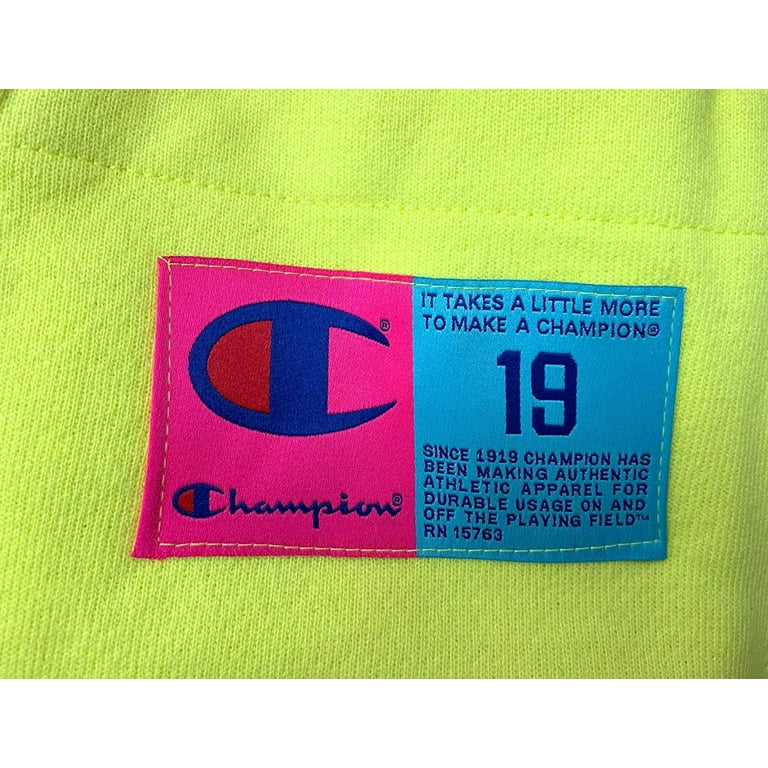 Champion®
IT TAKES A LITTLE MORE
TO MAKE A CHAMPION®
19
SINCE 1919 CHAMPION HAS
BEEN MAKING AUTHENTIC
ATHLETIC APPAREL FOR
DURABLE USAGE ON AND
OFF THE PLAYING FIELD™
RN 15763